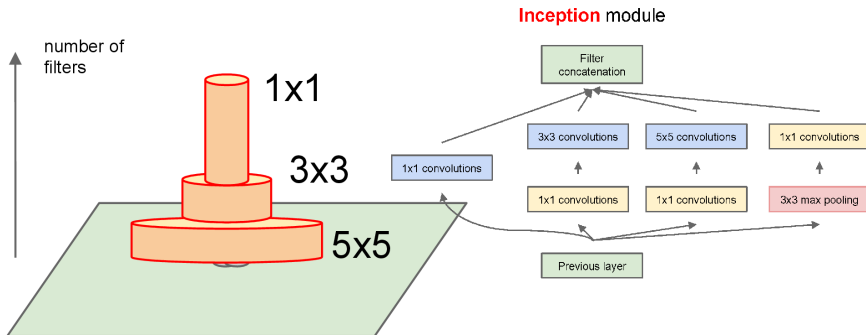 number of
filters
1x1
3x3
5x5
Inception module
Filter
concatenation
3x3 convolutions
5x5 convolutions
1x1 convolutions
1x1 convolutions
1x1 convolutions
1x1 convolutions
3x3 max pooling
Previous layer